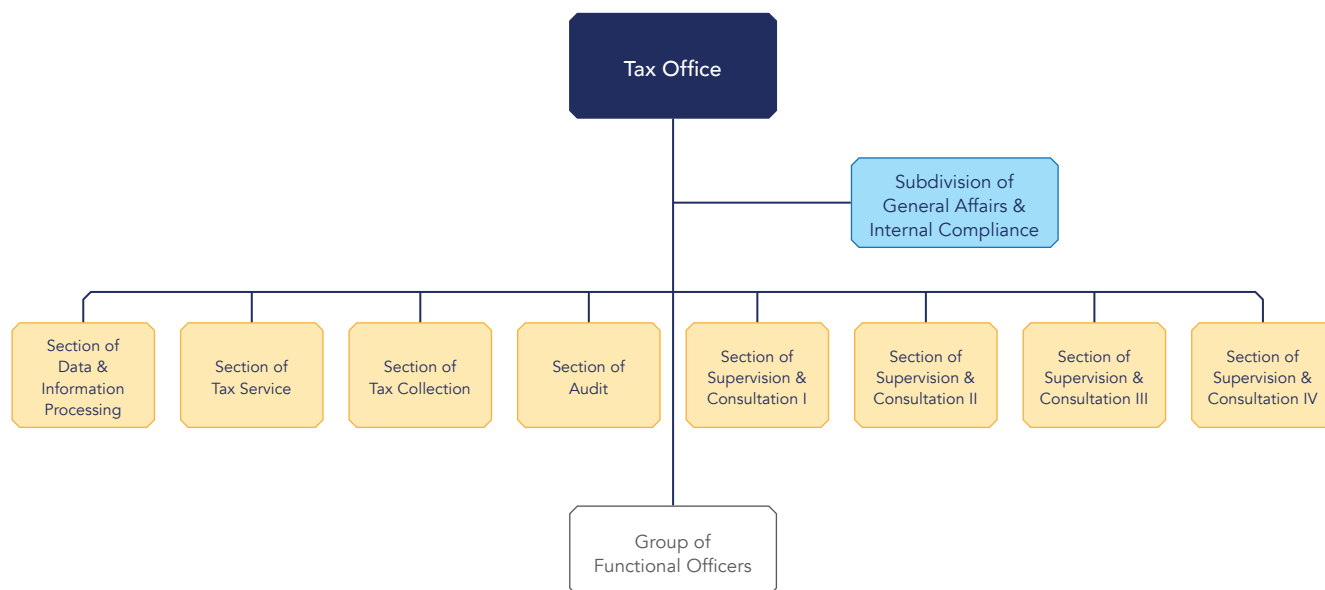 Tax Office
Subdivision of
General Affairs &
Internal Compliance
Section of
Data &
Information
Processing
Section of
Tax Service
Section of
Tax Collection
Section of
Audit
Section of
Supervision &
Consultation I
Section of
Supervision &
Consultation II
Section of
Supervision &
Consultation III
Section of
Supervision &
Consultation IV
Group of
Functional Officers